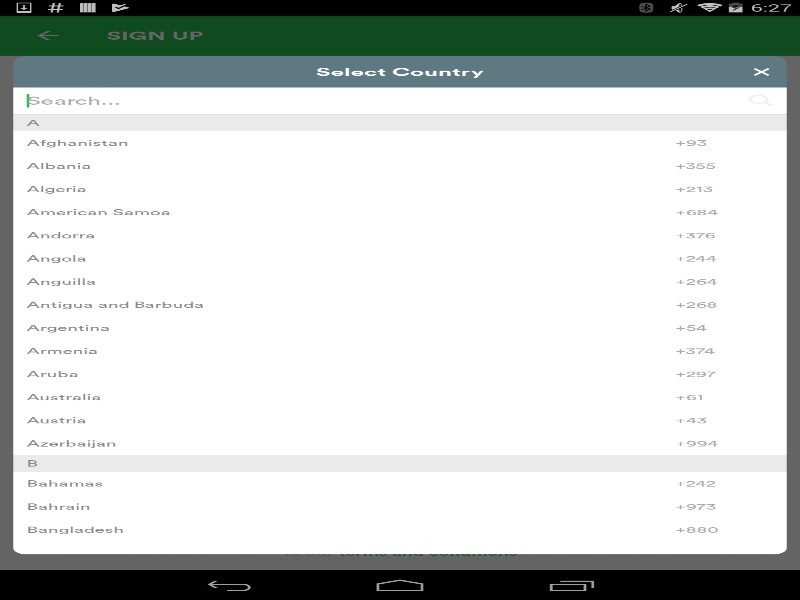 # 6:27
SIGN UP
Select Country
Search...
A
Afghanistan +93
Albania +355
Algeria +213
American Samoa +684
Andorra +376
Angola +244
Anguilla +264
Antigua and Barbuda +268
Argentina +54
Armenia +374
Aruba +297
Australia +61
Austria +43
Azerbaijan +994
B
Bahamas +242
Bahrain +973
Bangladesh +880
to our terms and conditions